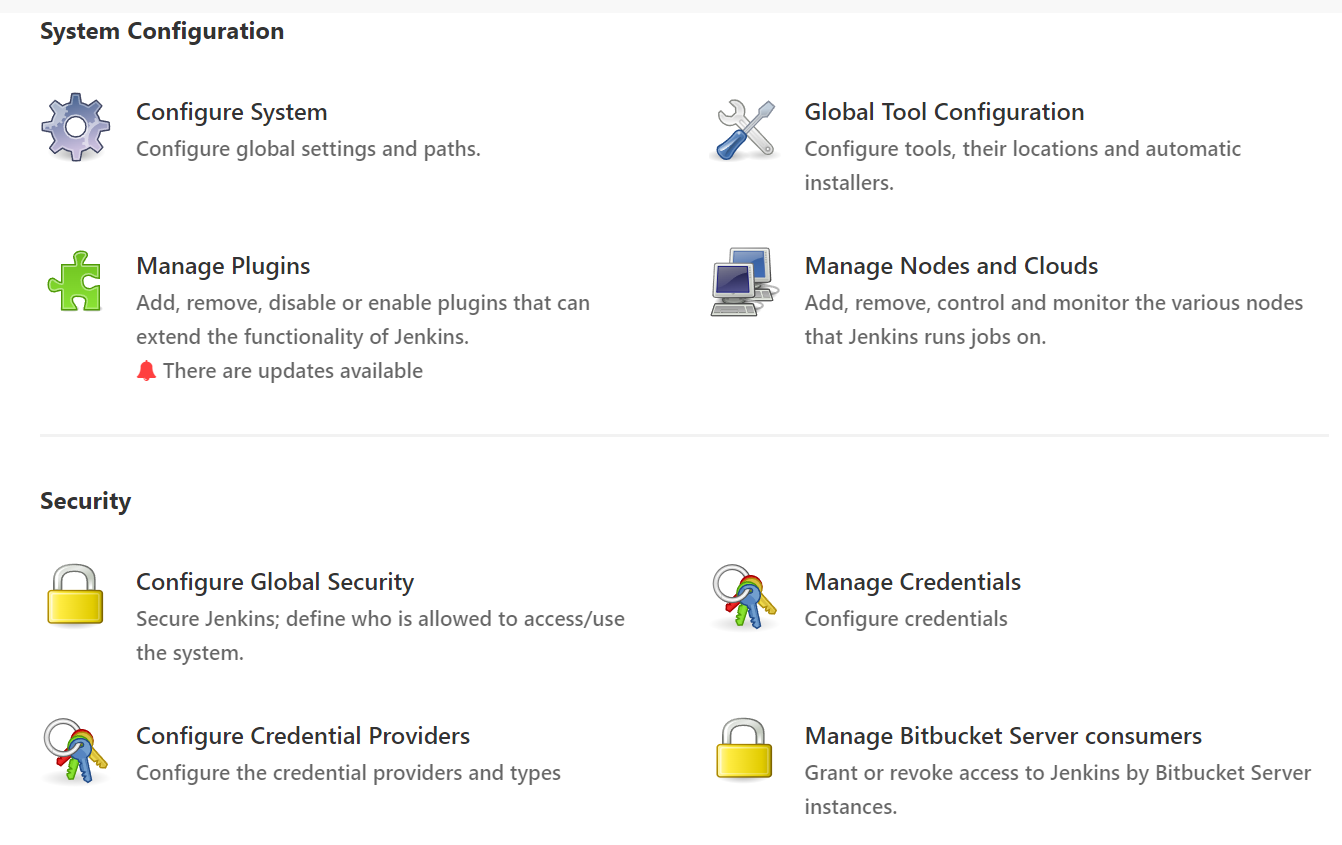 System Configuration
Configure System
Configure global settings and paths.
Global Tool Configuration
Configure tools, their locations and automatic
installers.
Manage Plugins
Add, remove, disable or enable plugins that can
extend the functionality of Jenkins.
There are updates available
Manage Nodes and Clouds
Add, remove, control and monitor the various nodes
that Jenkins runs jobs on.
Security
Configure Global Security
Secure Jenkins; define who is allowed to access/use
the system.
Manage Credentials
Configure credentials
Configure Credential Providers
Configure the credential providers and types
Manage Bitbucket Server consumers
Grant or revoke access to Jenkins by Bitbucket Server
instances.